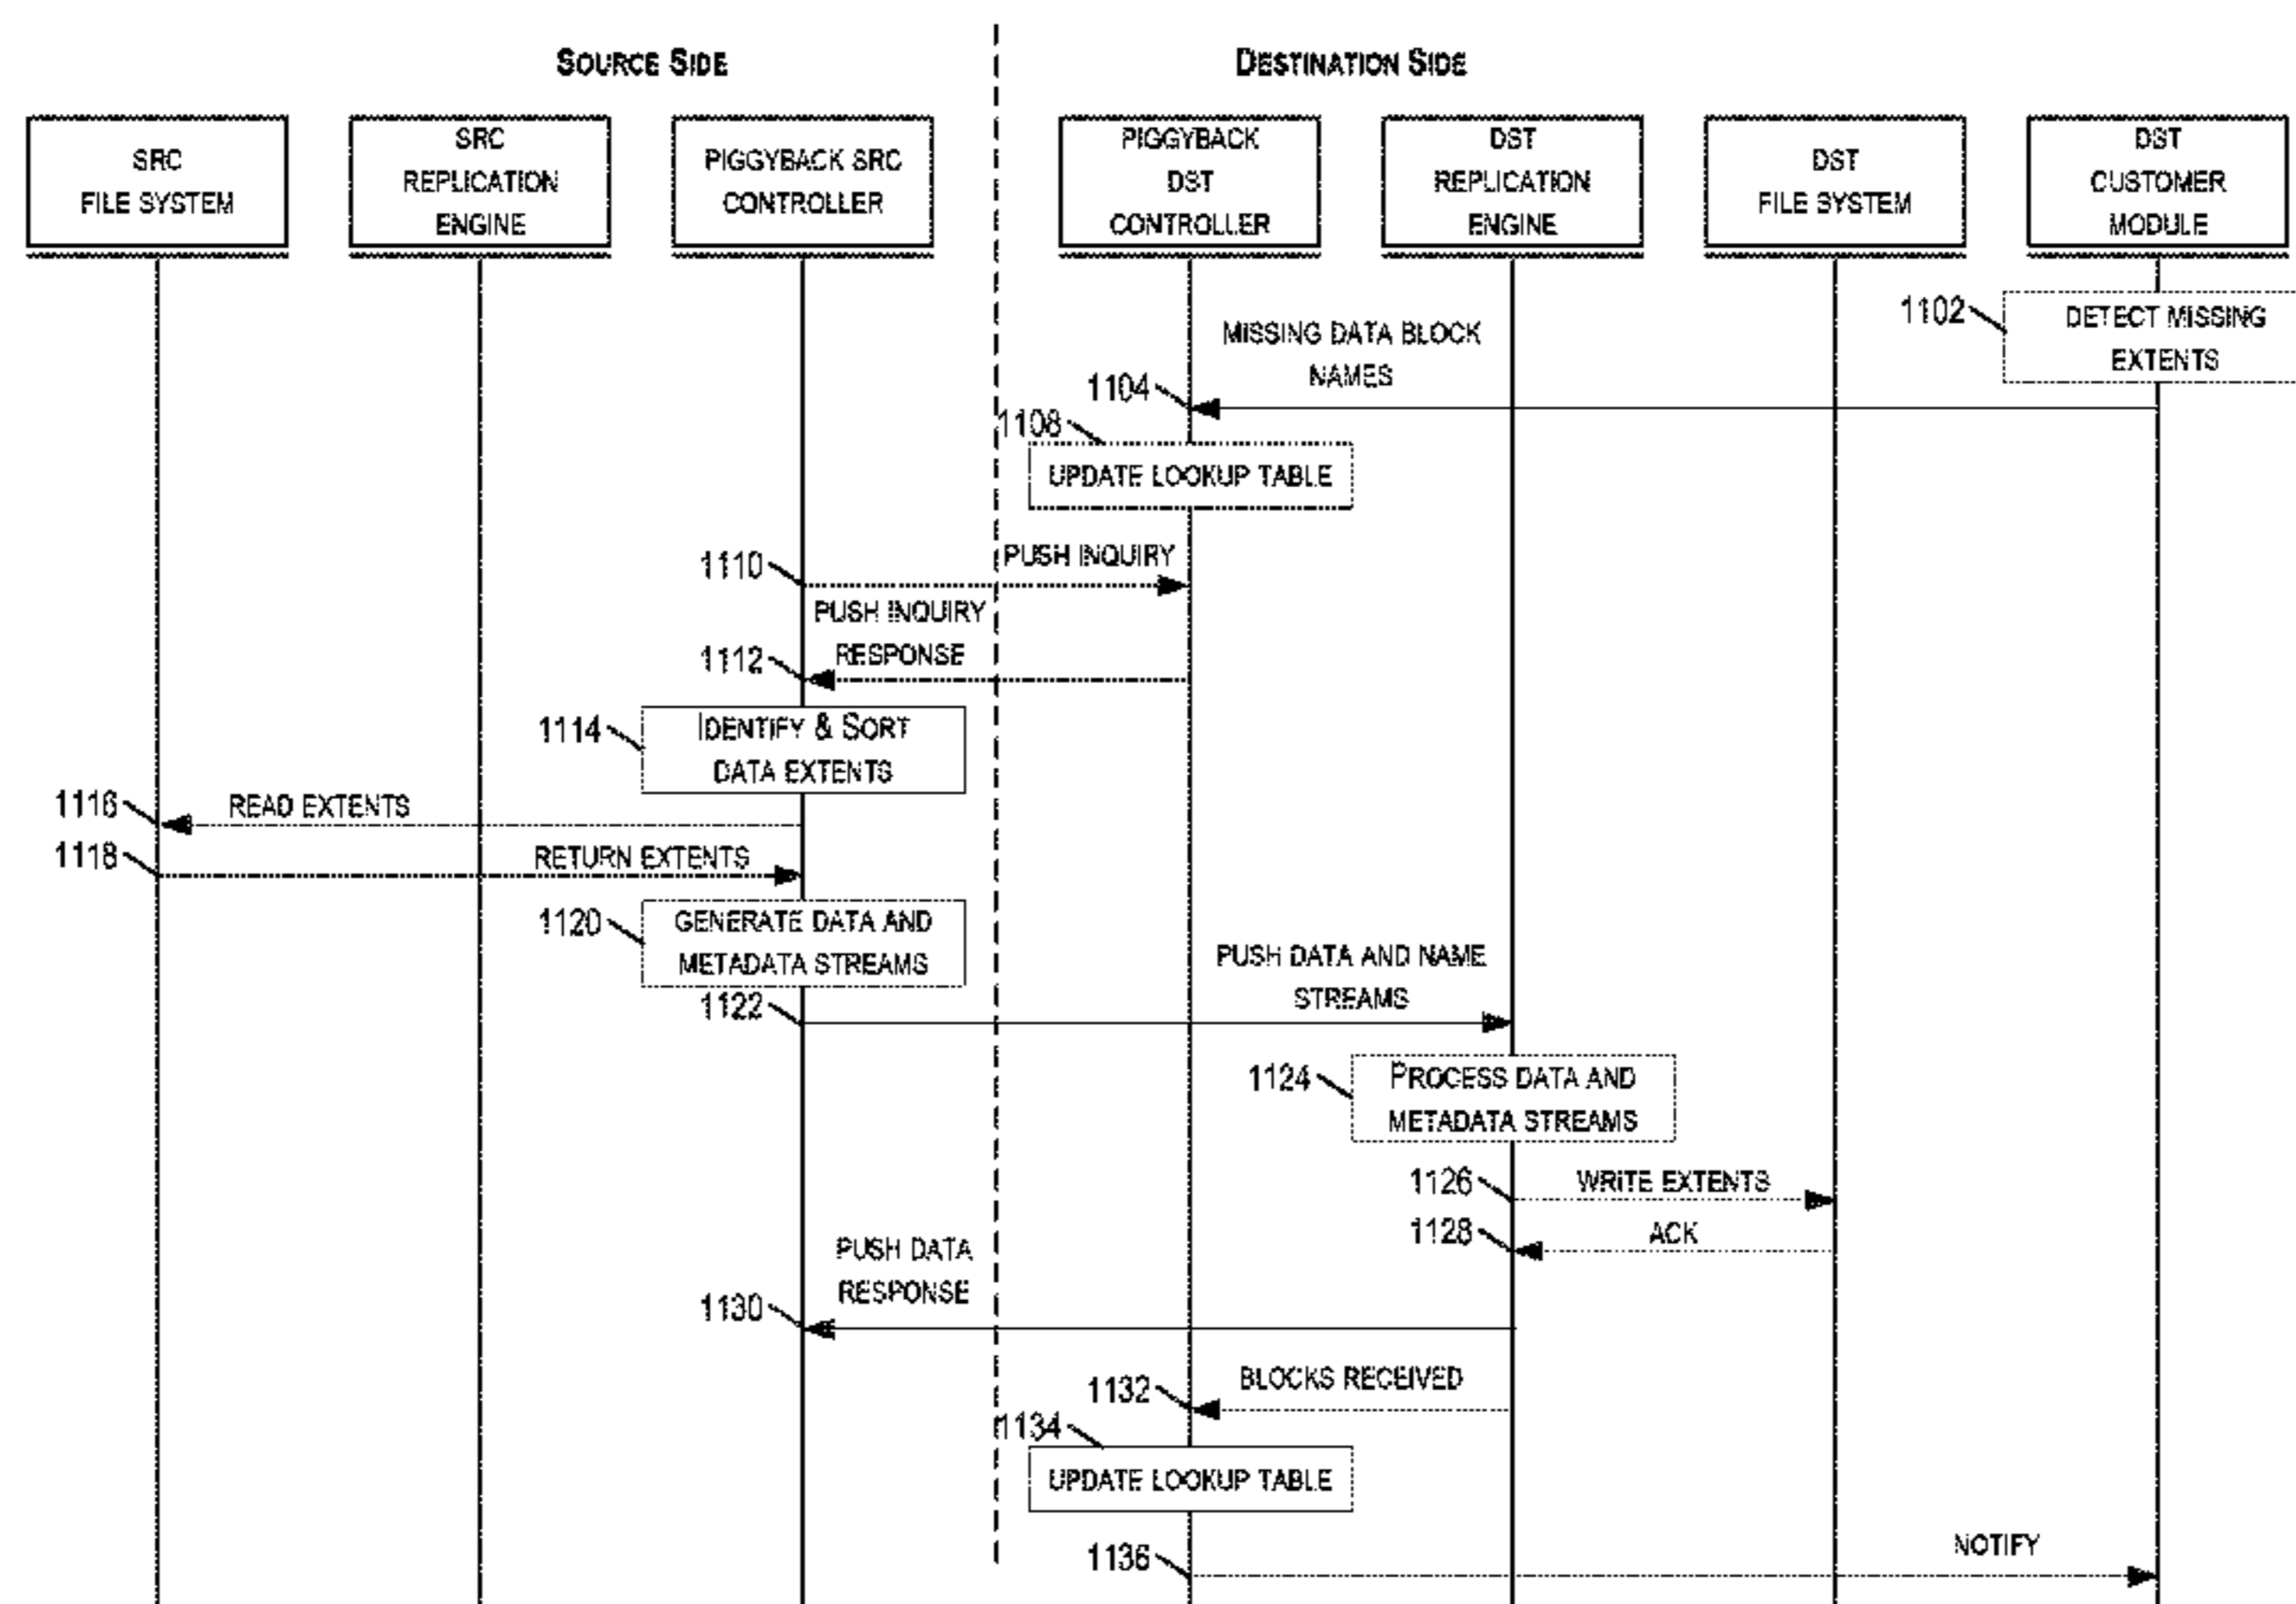 SOURCE SIDE
DESTINATION SIDE
SRC
FILE SYSTEM
SRC
REPLICATION
ENGINE
PIGGYBACK SRC
CONTROLLER
PIGGYBACK
DST
CONTROLLER
DST
REPLICATION
ENGINE
DST
FILE SYSTEM
DST
CUSTOMER
MODULE
1102
DETECT MISSING
EXTENTS
MISSING DATA BLOCK
NAMES
1104
1108
UPDATE LOOKUP TABLE
PUSH INQUIRY
1110
PUSH INQUIRY
RESPONSE
1112
1114
IDENTIFY & SORT
DATA EXTENTS
1116
READ EXTENTS
1118
RETURN EXTENTS
1120
GENERATE DATA AND
METADATA STREAMS
PUSH DATA AND NAME
STREAMS
1122
1124
PROCESS DATA AND
METADATA STREAMS
1126
WRITE EXTENTS
1128
ACK
PUSH DATA
RESPONSE
1130
BLOCKS RECEIVED
1132
1134
UPDATE LOOKUP TABLE
NOTIFY
1136